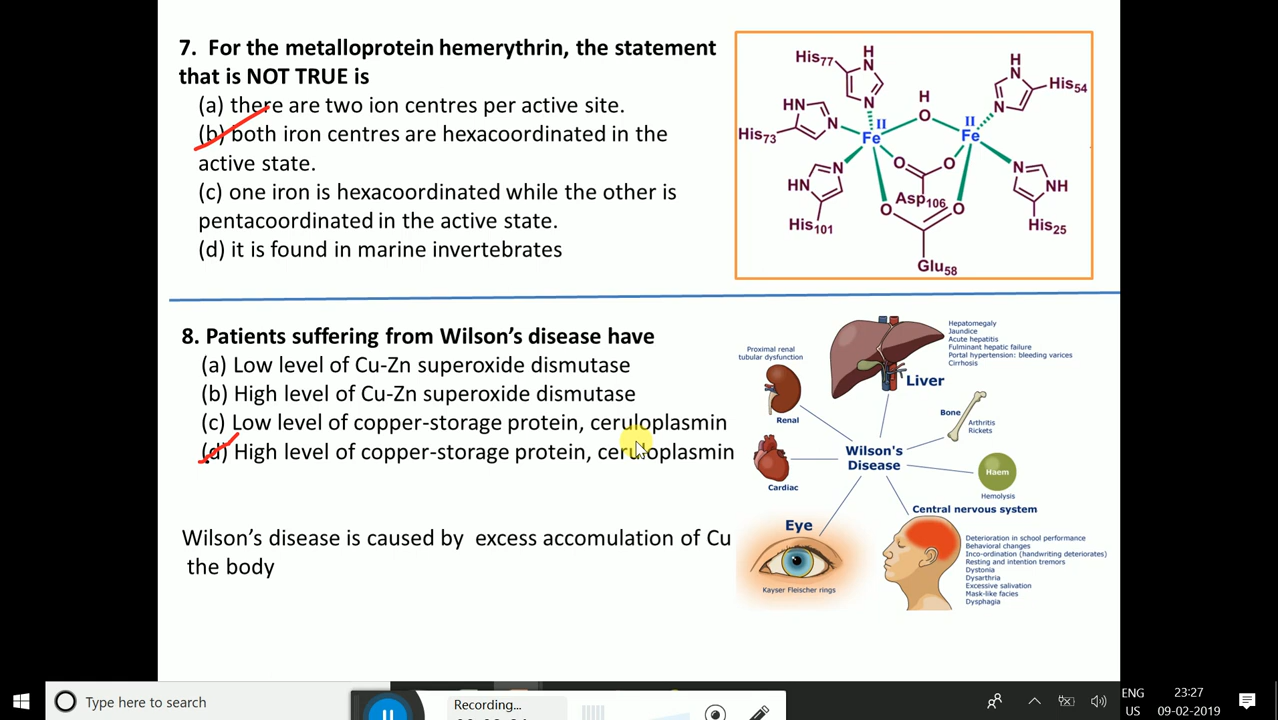 7. For the metalloprotein hemerythrin, the statement
that is NOT TRUE is
(a) there are two ion centres per active site.
(b) both iron centres are hexacoordinated in the
active state.
(c) one iron is hexacoordinated while the other is
pentacoordinated in the active state.
(d) it is found in marine invertebrates
His77
H
N
N
H
N
His54
N
HN
N
His73
H
O
II
Fe
II
Fe
N
HN
His101
O
O
Asp106
O
O
Glu58
N
NH
His25
8. Patients suffering from Wilson's disease have
(a) Low level of Cu-Zn superoxide dismutase
(b) High level of Cu-Zn superoxide dismutase
(c) Low level of copper-storage protein, ceruloplasmin
(d) High level of copper-storage protein, ceruloplasmin
Wilson's disease is caused by excess accomulation of Cu
the body
Proximal renal
tubular dysfunction
Renal
Hepatomegaly
Jaundice
Acute hepatitis
Fulminant hepatic failure
Portal hypertension: bleeding varices
Cirrhosis
Liver
Bone
Arthritis
Rickets
Wilson's
Disease
Cardiac
Haem
Hemolysis
Eye
Kayser Fleischer rings
Central nervous system
Deterioration in school performance
Behavioral changes
Inco-ordination (handwriting deteriorates)
Resting and intention tremors
Dystonia
Dysarthria
Excessive salivation
Mask-like facies
Dysphagia
Type here to search
Recording...
ENG
US
23:27
09-02-2019